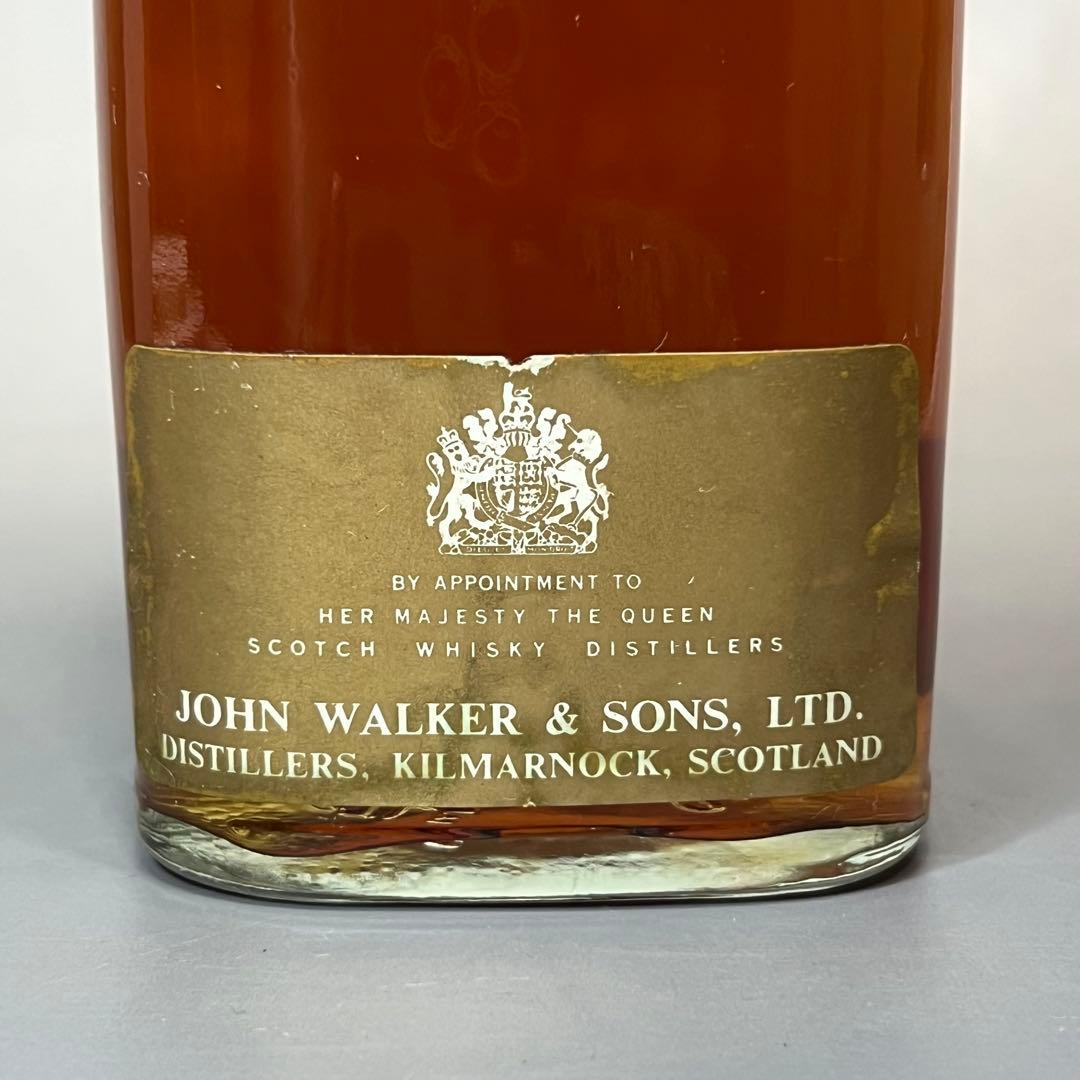 BY APPOINTMENT TO
HER MAJESTY THE QUEEN
SCOTCH WHISKY DISTILLERS
JOHN WALKER & SONS, LTD.
DISTILLERS, KILMARNOCK, SCOTLAND